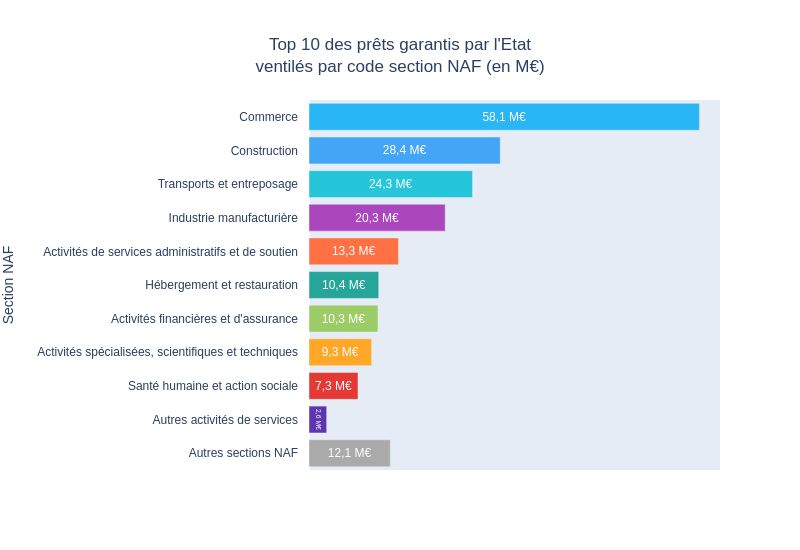 Top 10 des prêts garantis par l'Etat
ventilés par code section NAF (en M€)
Section NAF
Commerce 58,1 M€
Construction 28,4 M€
Transports et entreposage 24,3 M€
Industrie manufacturière 20,3 M€
Activités de services administratifs et de soutien 13,3 M€
Hébergement et restauration 10,4 M€
Activités financières et d'assurance 10,3 M€
Activités spécialisées, scientifiques et techniques 9,3 M€
Santé humaine et action sociale 7,3 M€
Autres activités de services 2,6 M€
Autres sections NAF 12,1 M€